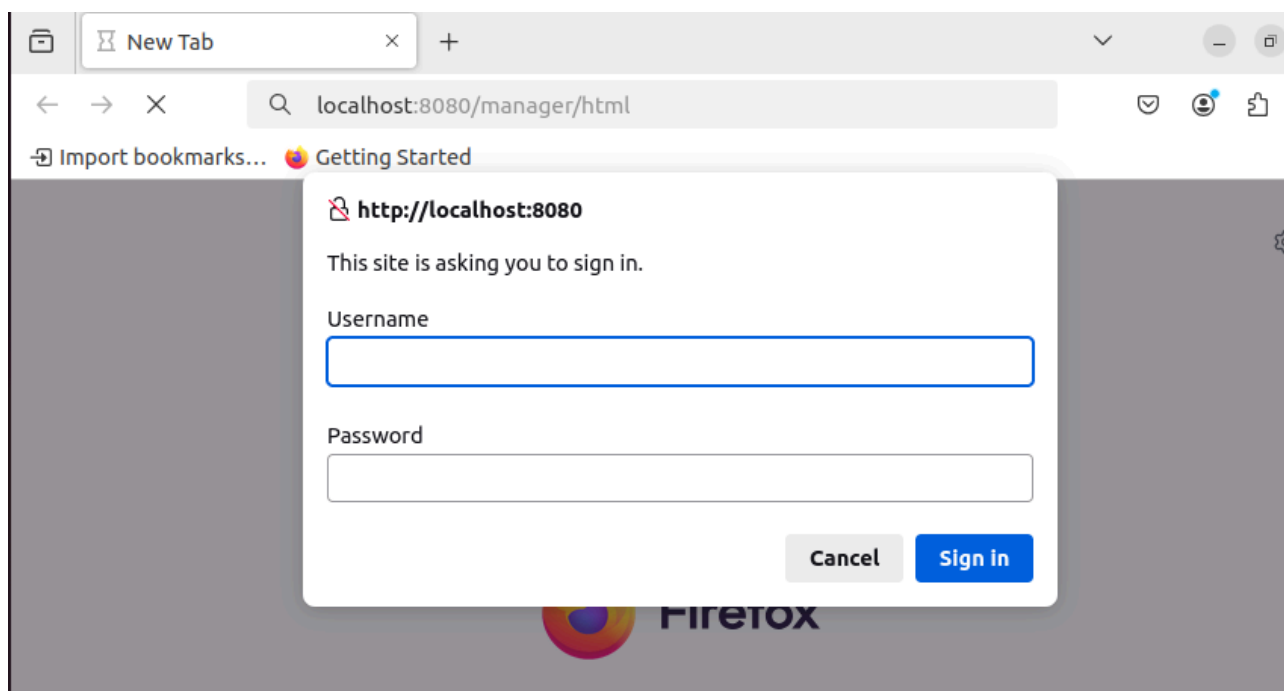 New Tab
localhost:8080/manager/html
Import bookmarks... Getting Started
http://localhost:8080
This site is asking you to sign in.
Username
Password
Cancel Sign in
Firefox